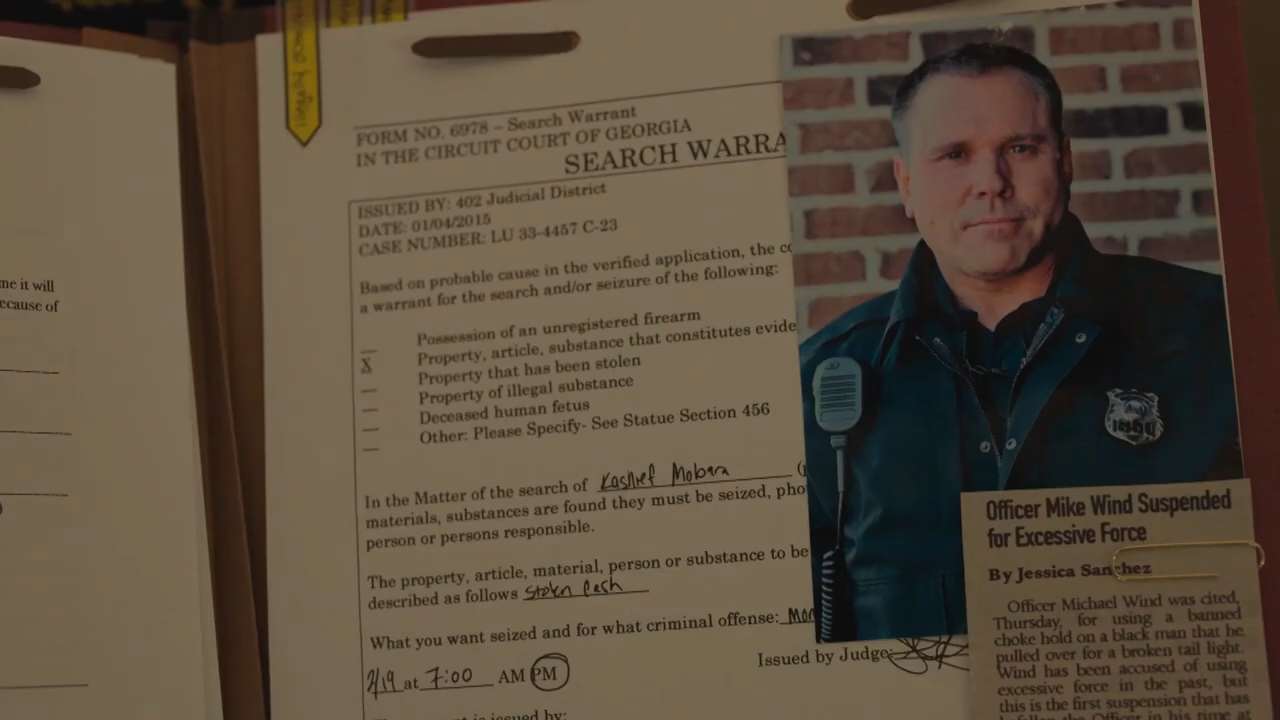 me it will
ecause of
FORM NO. 6978 – Search Warrant
IN THE CIRCUIT COURT OF GEORGIA
SEARCH WARRA
ISSUED BY: 402 Judicial District
DATE: 01/04/2015
CASE NUMBER: LU 33-4457 C-23
Based on probable cause in the verified application, the co
a warrant for the search and/or seizure of the following:
Possession of an unregistered firearm
X Property, article, substance that constitutes evide
Property that has been stolen
Property of illegal substance
Deceased human fetus
Other: Please Specify- See Statue Section 456
In the Matter of the search of Kashief Mobara (
materials, substances are found they must be seized, pho
person or persons responsible.
The property, article, material, person or substance to be
described as follows Stolen Cash
What you want seized and for what criminal offense:
at 7:00 AM PM
Issued by Judge:
Officer Mike Wind Suspended
for Excessive Force
By Jessica Sanchez
Officer Michael Wind was cited,
Thursday, for using a banned
choke hold on a black man that he
pulled over for a broken tail light.
Wind has been accused of using
excessive force in the past, but
this is the first suspension that has
the Officer in his time at